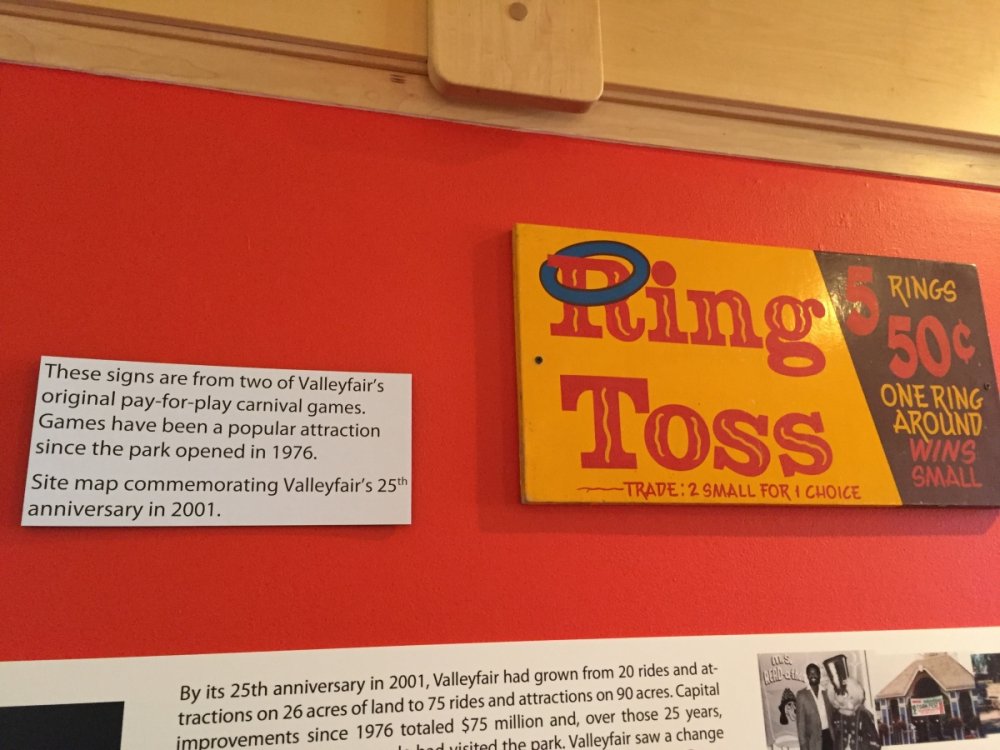 These signs are from two of Valleyfair's
original pay-for-play carnival games.
Games have been a popular attraction
since the park opened in 1976.
Site map commemorating Valleyfair's 25th
anniversary in 2001.
Ring
Toss
TRADE: 2 SMALL FOR 1 CHOICE
5 RINGS
50¢
ONE RING
AROUND
WINS
SMALL
By its 25th anniversary in 2001, Valleyfair had grown from 20 rides and at-
tractions on 26 acres of land to 75 rides and attractions on 90 acres. Capital
improvements since 1976 totaled $75 million and, over those 25 years,
had visited the park. Valleyfair saw a change